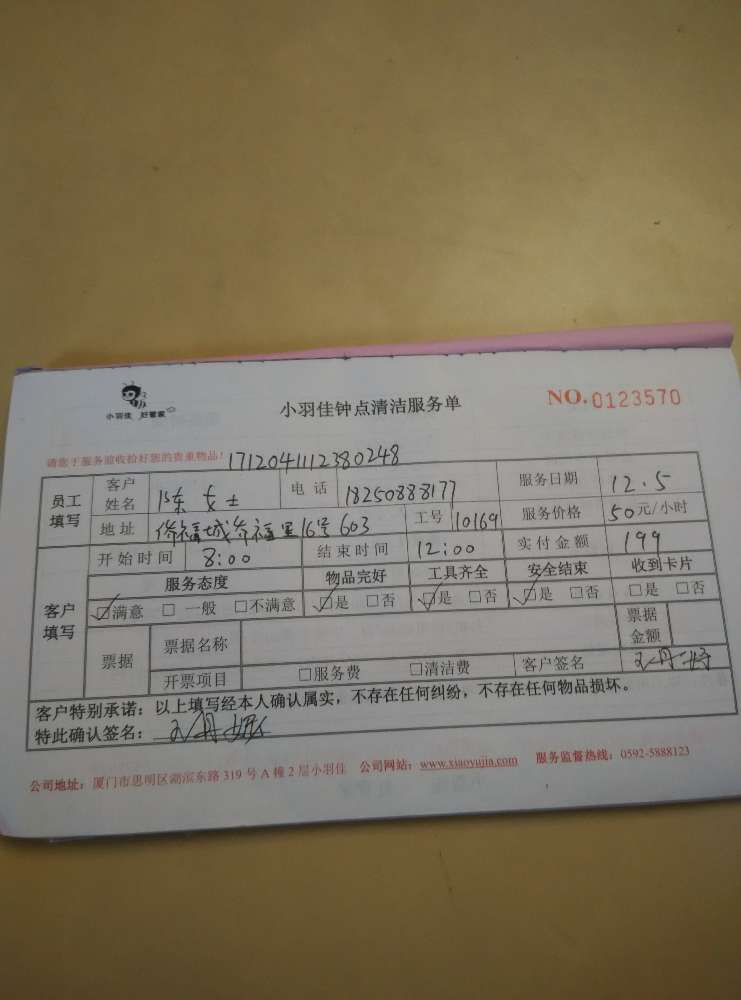 小羽佳 好管家
小羽佳钟点清洁服务单
NO.0123570
请您于服务前收拾好您的贵重物品! 1712041112380248
员工填写 客户姓名 陈女士 电话 18250888177 服务日期 12.5
地址 侨福城侨福里16号603 工号 10169 服务价格 50元/小时
客户填写 开始时间 8:00 结束时间 12:00 实付金额 199
服务态度 物品完好 工具齐全 安全结束 收到卡片
☑满意 □一般 □不满意 ☑是 □否 ☑是 □否 ☑是 □否 □是 □否
票据 票据名称 票据金额
开票项目 □服务费 □清洁费 客户签名
客户特别承诺:以上填写经本人确认属实,不存在任何纠纷,不存在任何物品损坏。
特此确认签名:
公司地址:厦门市思明区湖滨东路319号A幢2层小羽佳 公司网站:www.xiaoyujia.com 服务监督热线:0592-5888123